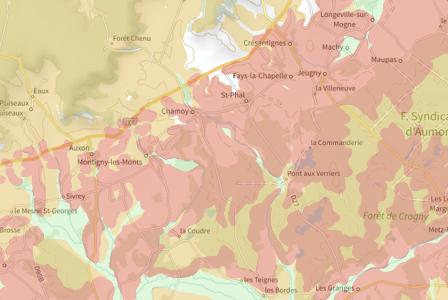 Longeville-sur-
Mogne
Forêt Chenu
Crésantignes
Machy
Maupas
Fays-la-Chapelle
Jeugny
Eaux
la Villeneuve
St-Phal
Puiseaux
Chamoy
F. Syndica
d'Aumon
la Commanderie
Auxon
Montigny-les-Monts
Pont aux Verriers
Sivrey
D21
le Mesnil St-Georges
Forêt de Crogny
la Coudre
les Teignes
les Bordes
Les Granges